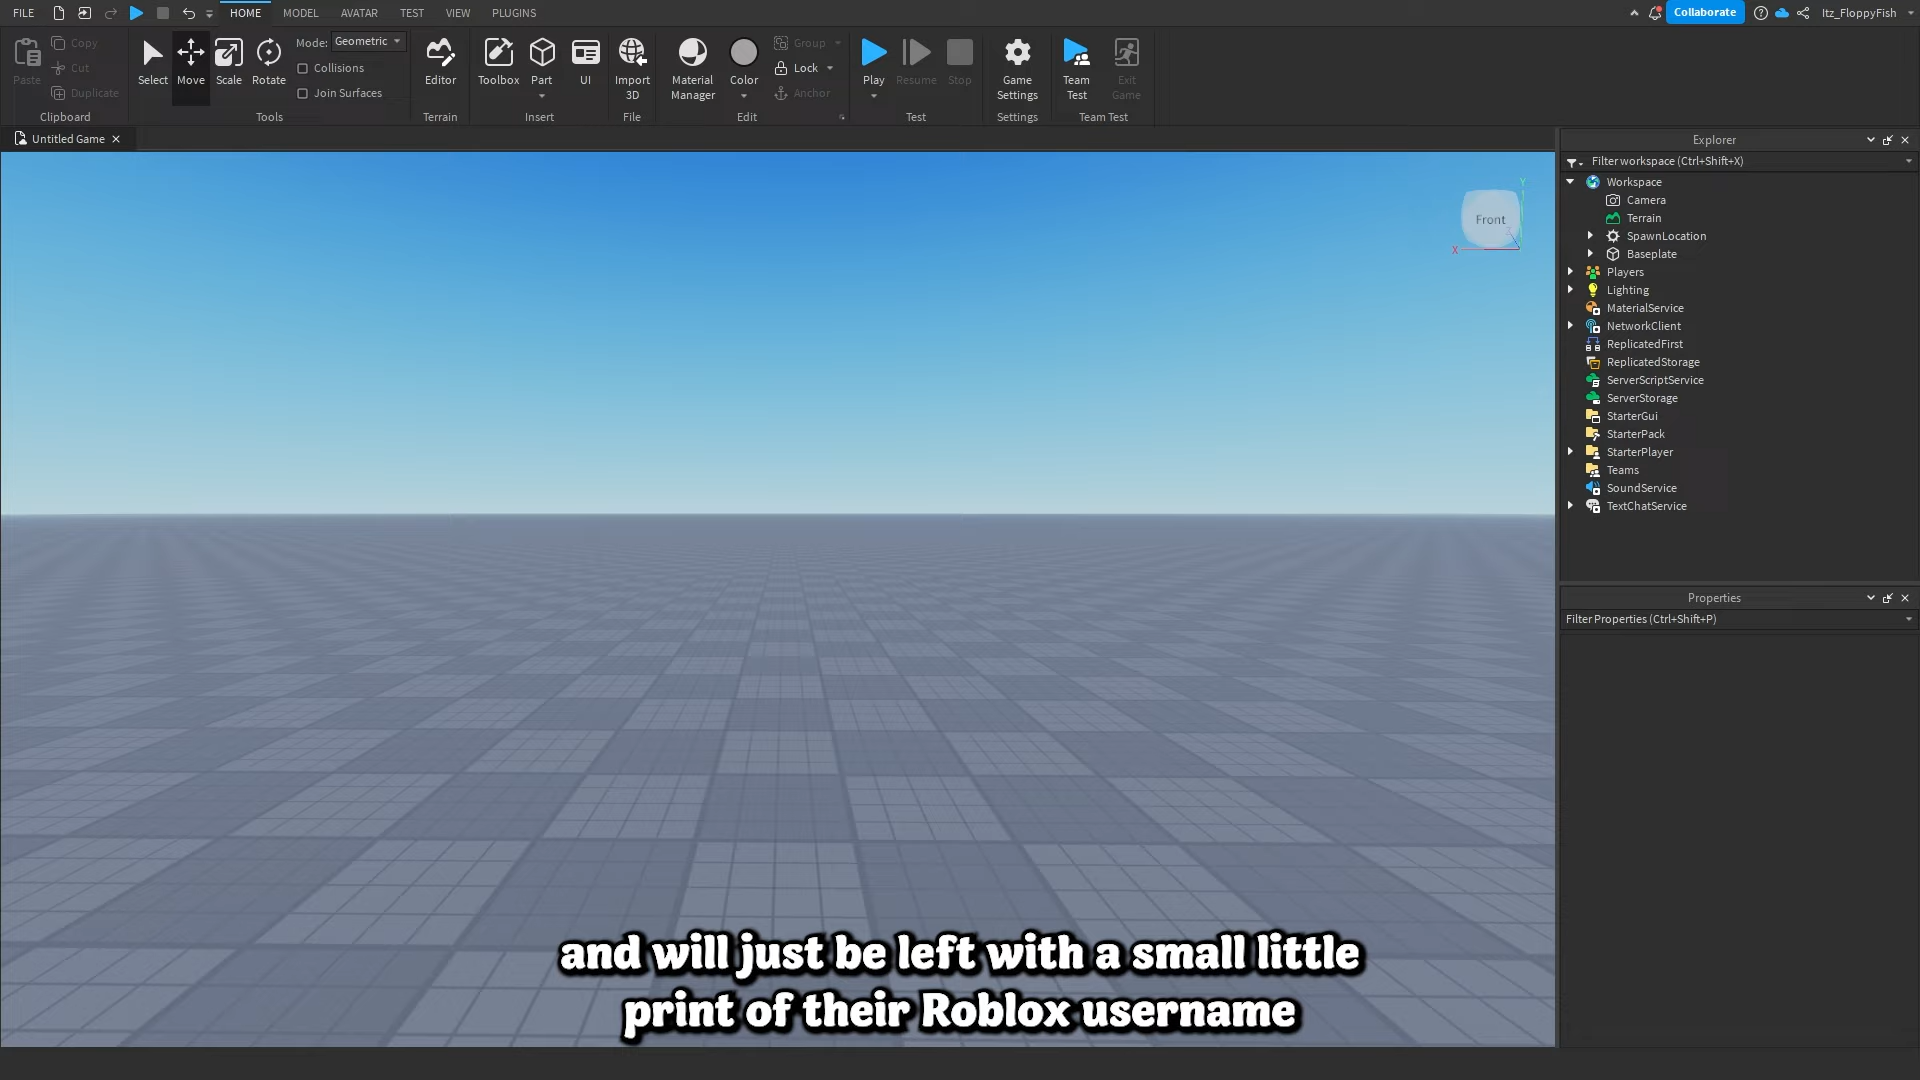 FILE
HOME
MODEL
AVATAR
TEST
VIEW
PLUGINS
Collaborate
Itz_FloppyFish
Paste
Copy
Cut
Duplicate
Clipboard
Select
Move
Scale
Rotate
Mode: Geometric
Collisions
Join Surfaces
Tools
Editor
Terrain
Toolbox
Part
UI
Insert
Import
3D
File
Material
Manager
Color
Group
Lock
Anchor
Edit
Play
Resume
Stop
Test
Game
Settings
Settings
Team
Test
Exit
Game
Team Test
Untitled Game
Front
Y
X
Z
Explorer
Filter workspace (Ctrl+Shift+X)
Workspace
Camera
Terrain
SpawnLocation
Baseplate
Players
Lighting
MaterialService
NetworkClient
ReplicatedFirst
ReplicatedStorage
ServerScriptService
ServerStorage
StarterGui
StarterPack
StarterPlayer
Teams
SoundService
TextChatService
Properties
Filter Properties (Ctrl+Shift+P)
and will just be left with a small little
print of their Roblox username